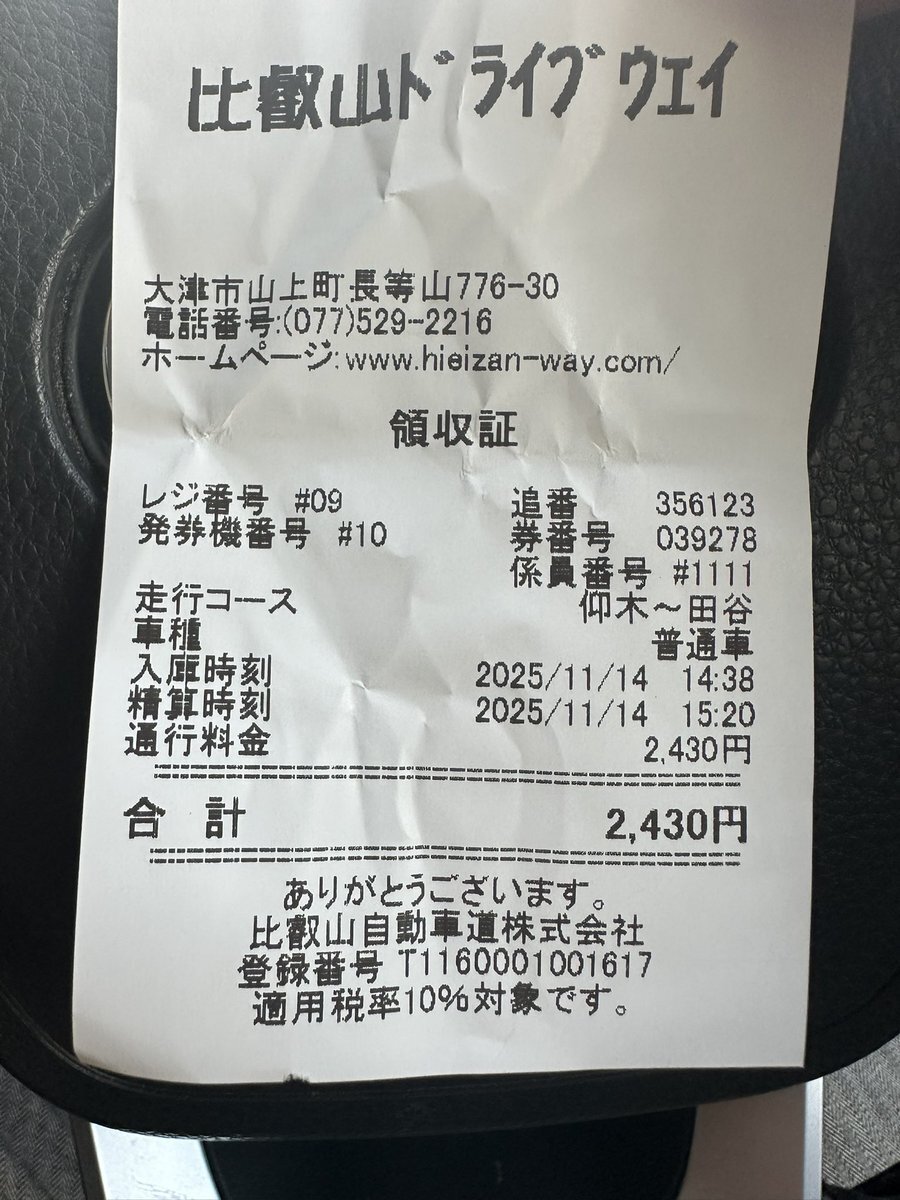 比叡山ﾄﾞﾗｲﾌﾞｳｪｲ
大津市山上町長等山776-30
電話番号:(077)529-2216
ホームページ:www.hieizan-way.com/
領収証
レジ番号 #09 追番 356123
発券機番号 #10 券番号 039278
係員番号 #1111
走行コース 仰木～田谷
車種 普通車
入庫時刻 2025/11/14 14:38
精算時刻 2025/11/14 15:20
通行料金 2,430円
合 計 2,430円
ありがとうございます。
比叡山自動車道株式会社
登録番号 T1160001001617
適用税率10%対象です。